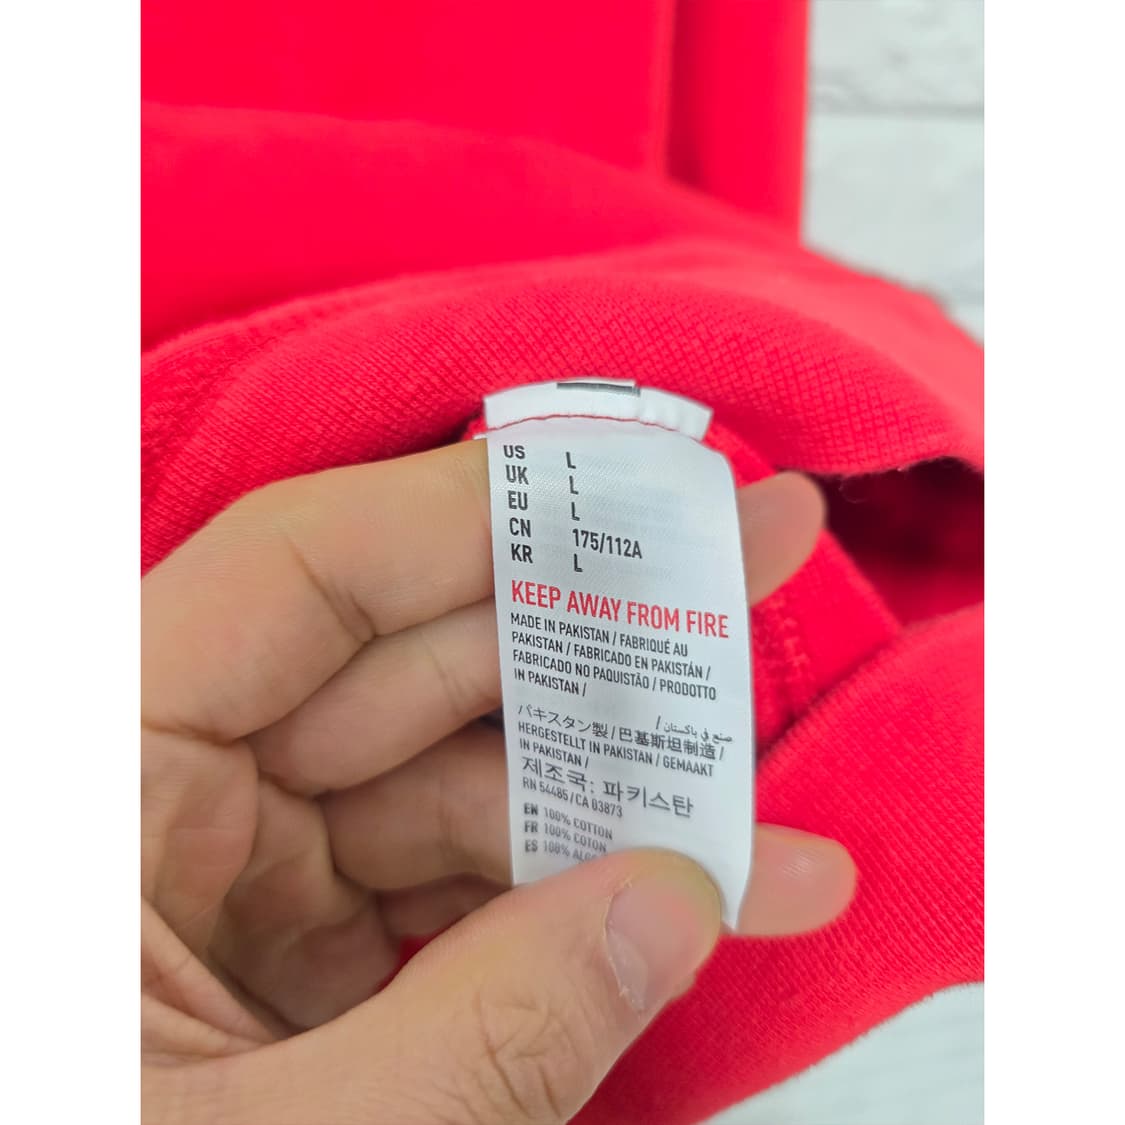 US L
UK L
EU L
CN 175/112A
KR L
KEEP AWAY FROM FIRE
MADE IN PAKISTAN / FABRIQUÉ AU
PAKISTAN / FABRICADO EN PAKISTÁN /
FABRICADO NO PAQUISTÃO / PRODOTTO
IN PAKISTAN /
صنع في باكستان /
パキスタン製 / 巴基斯坦制造 /
HERGESTELLT IN PAKISTAN / GEMAAKT
IN PAKISTAN /
제조국: 파키스탄
RN 54485 / CA 03873
EN 100% COTTON
FR 100% COTON
ES 100%